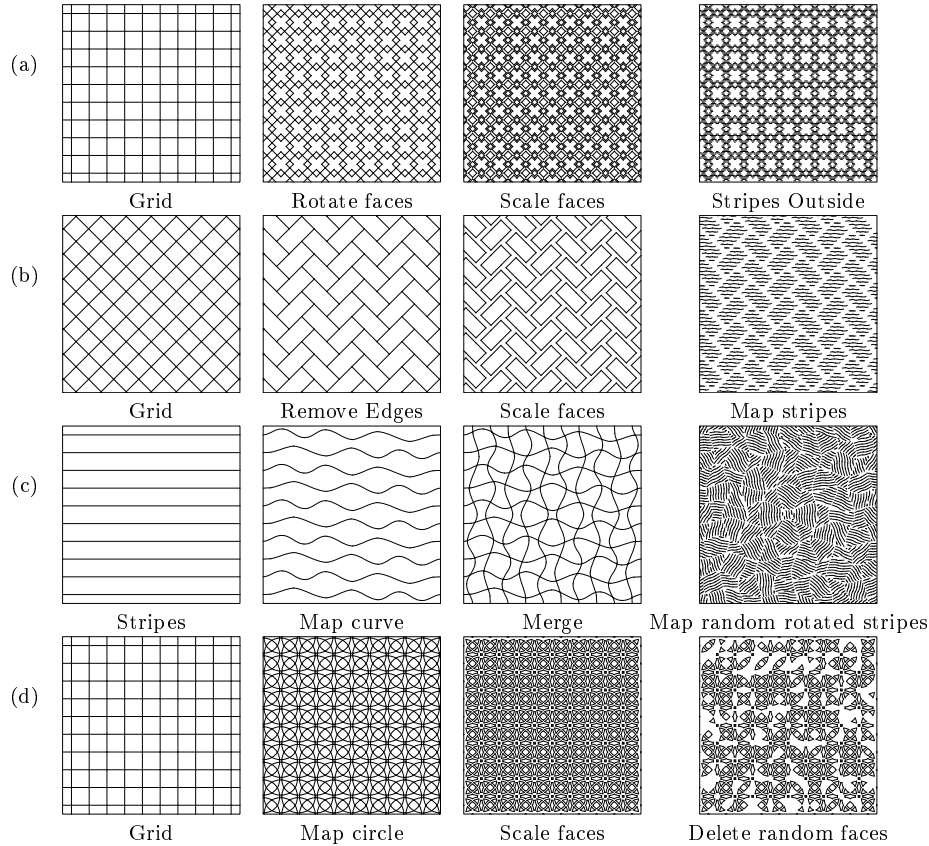 (a)
Grid Rotate faces Scale faces Stripes Outside
(b)
Grid Remove Edges Scale faces Map stripes
(c)
Stripes Map curve Merge Map random rotated stripes
(d)
Grid Map circle Scale faces Delete random faces